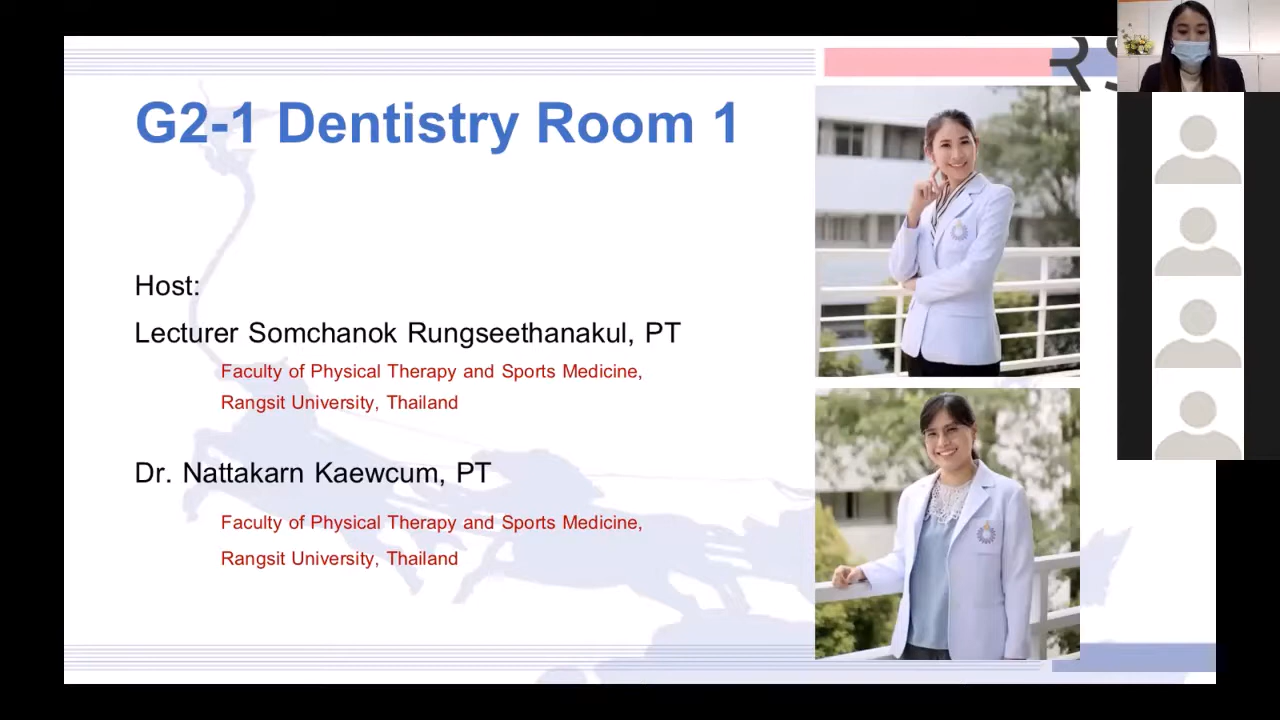 G2-1 Dentistry Room 1
Host:
Lecturer Somchanok Rungseethanakul, PT
Faculty of Physical Therapy and Sports Medicine,
Rangsit University, Thailand
Dr. Nattakarn Kaewcum, PT
Faculty of Physical Therapy and Sports Medicine,
Rangsit University, Thailand